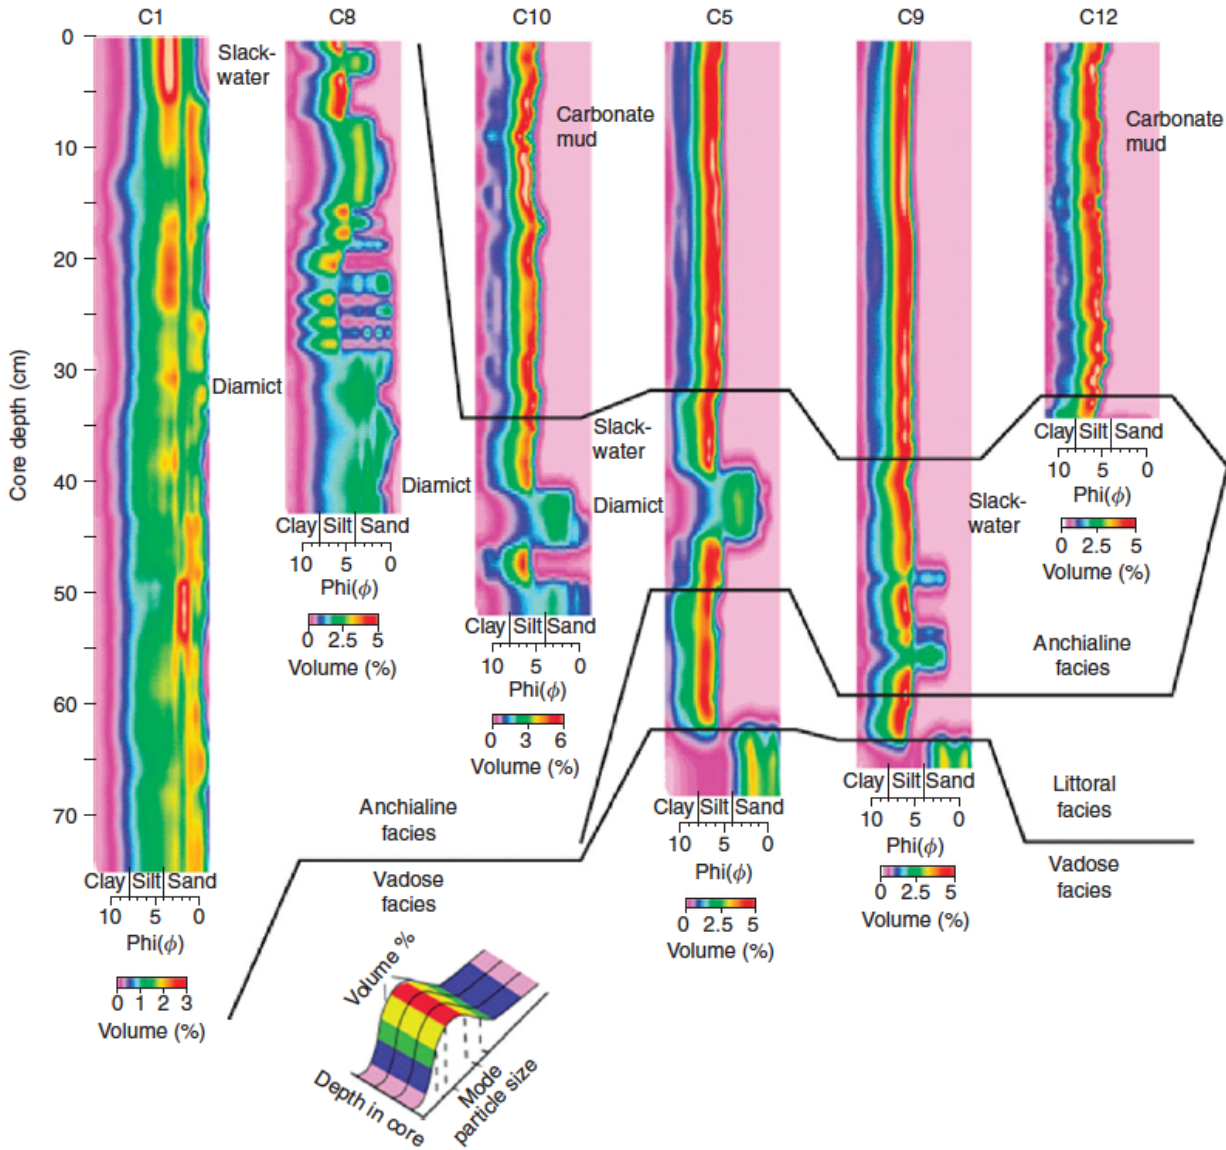 C1
C8
C10
C5
C9
C12
Core depth (cm)
0
10
20
30
40
50
60
70
Slack-
water
Carbonate
mud
Carbonate
mud
Diamict
Slack-
water
Diamict
Diamict
Slack-
water
Clay Silt Sand
10 5 0
Phi(ϕ)
0 2.5 5
Volume (%)
Clay Silt Sand
10 5 0
Phi(ϕ)
0 2.5 5
Volume (%)
Clay Silt Sand
10 5 0
Phi(ϕ)
0 3 6
Volume (%)
Anchialine
facies
Clay Silt Sand
10 5 0
Phi(ϕ)
0 2.5 5
Volume (%)
Clay Silt Sand
10 5 0
Phi(ϕ)
0 2.5 5
Volume (%)
Littoral
facies
Vadose
facies
Anchialine
facies
Vadose
facies
Clay Silt Sand
10 5 0
Phi(ϕ)
0 1 2 3
Volume (%)
Volume %
Depth in core
Mode
particle size